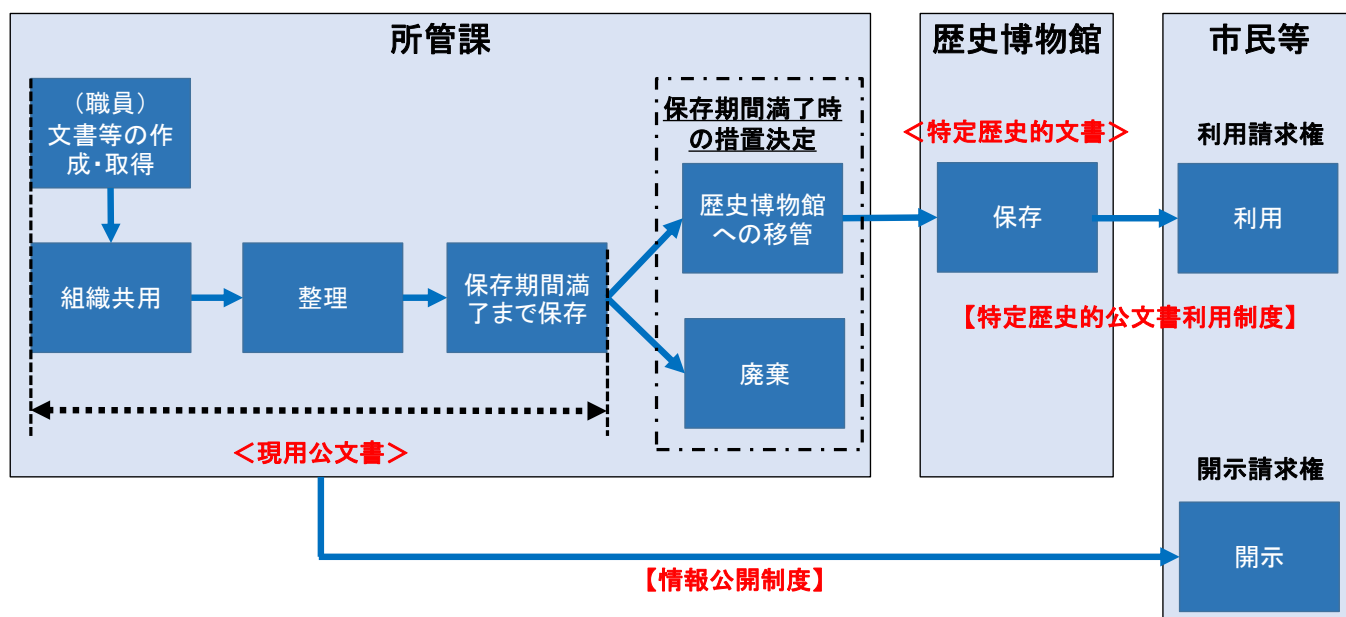 所管課
歴史博物館
市民等
（職員）
文書等の作
成・取得
組織共用
整理
保存期間満
了まで保存
保存期間満了時
の措置決定
歴史博物館
への移管
廃棄
＜現用公文書＞
＜特定歴史的文書＞
保存
利用請求権
利用
【特定歴史的公文書利用制度】
開示請求権
開示
【情報公開制度】